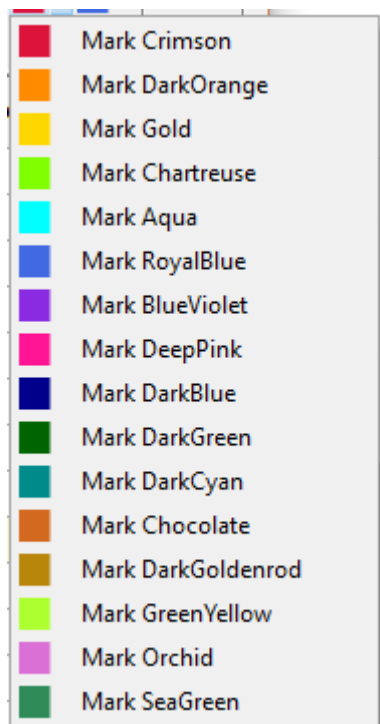 Mark Crimson
Mark DarkOrange
Mark Gold
Mark Chartreuse
Mark Aqua
Mark RoyalBlue
Mark BlueViolet
Mark DeepPink
Mark DarkBlue
Mark DarkGreen
Mark DarkCyan
Mark Chocolate
Mark DarkGoldenrod
Mark GreenYellow
Mark Orchid
Mark SeaGreen